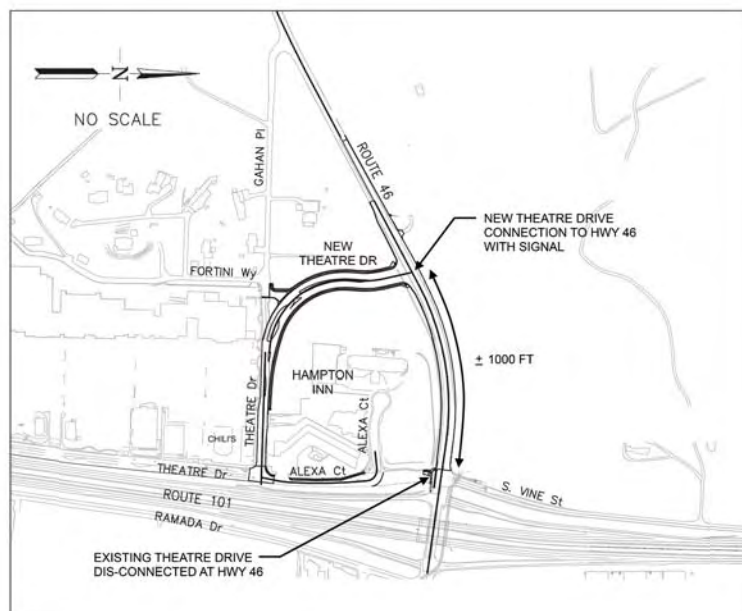 N
NO SCALE
GAHAN Pl
ROUTE 46
NEW THEATRE DRIVE
CONNECTION TO HWY 46
WITH SIGNAL
NEW
THEATRE DR
FORTINI Wy
± 1000 FT
HAMPTON
INN
THEATRE Dr
CHILI'S
ALEXA Ct
ALEXA Ct
THEATRE Dr
ROUTE 101
RAMADA Dr
S. VINE St
EXISTING THEATRE DRIVE
DIS-CONNECTED AT HWY 46